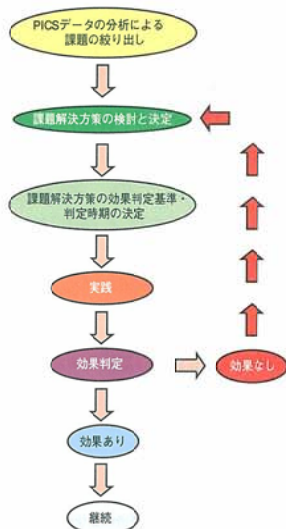 PICSデータの分析による
課題の絞り出し
課題解決方策の検討と決定
課題解決方策の効果判定基準・
判定時期の決定
実践
効果判定
効果なし
効果あり
継続